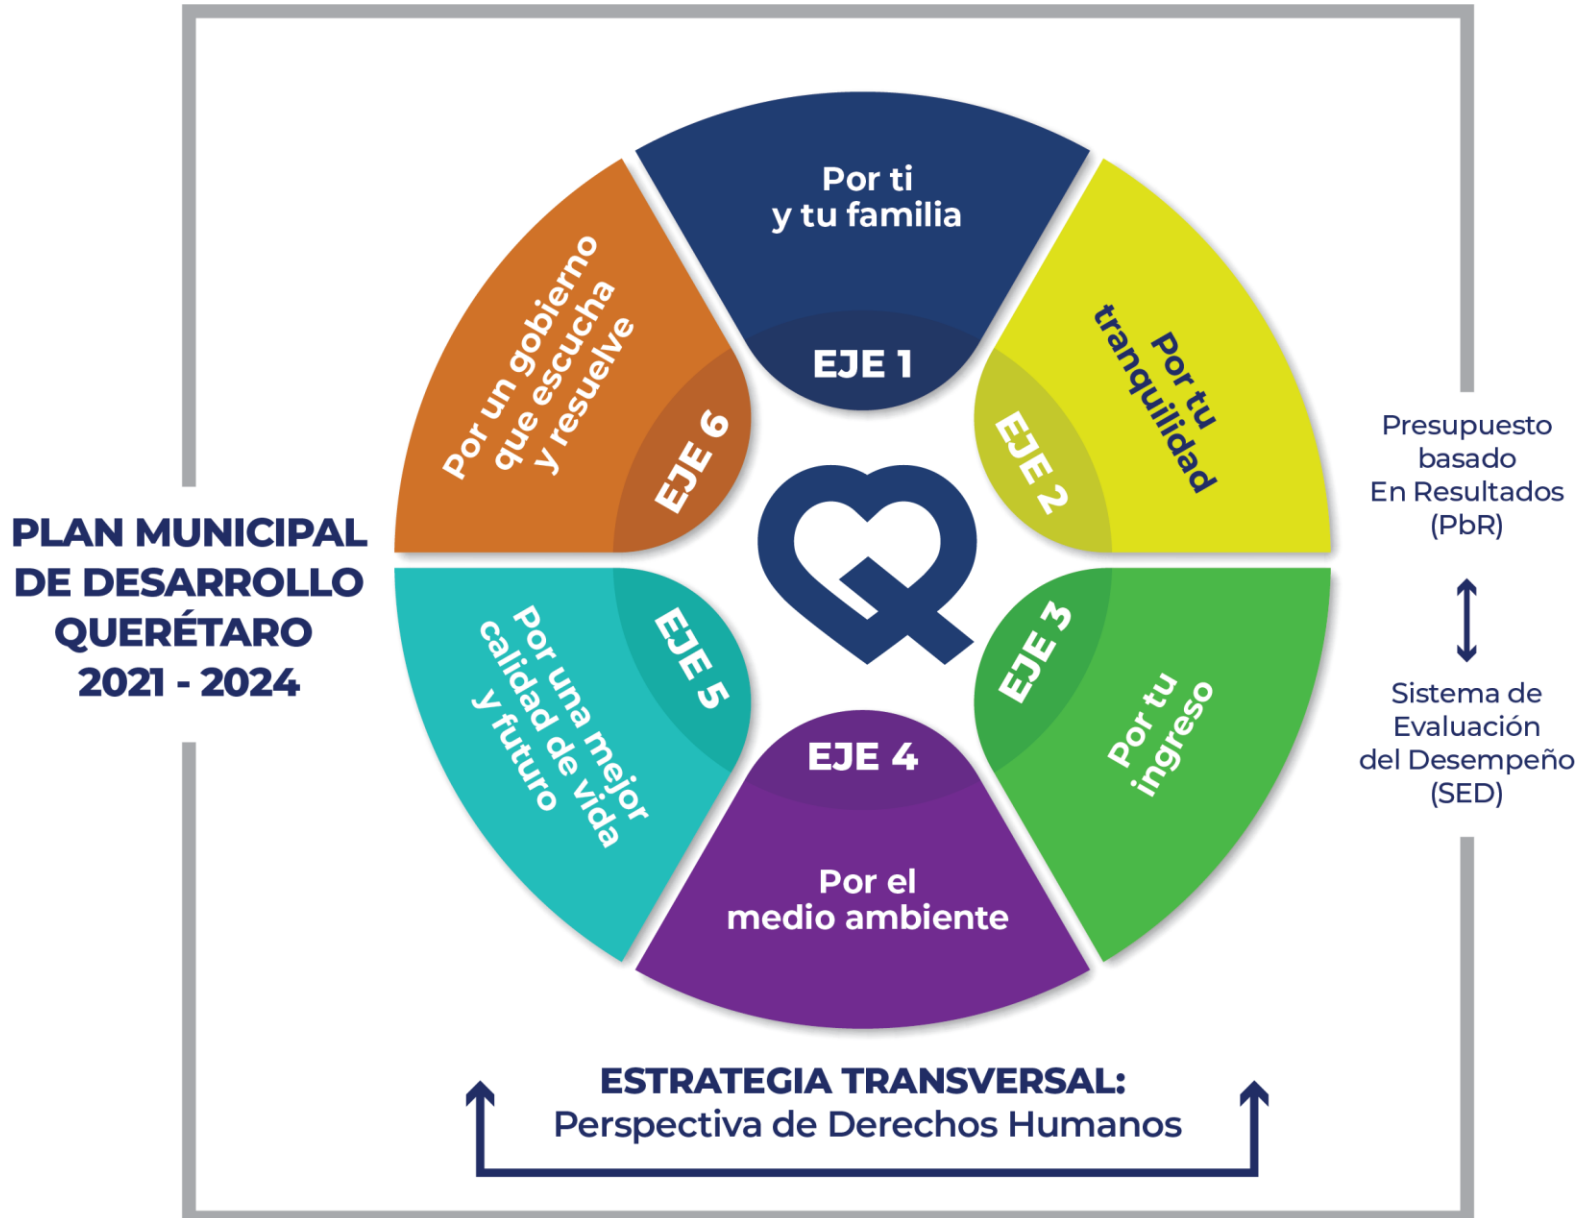 Por ti
y tu familia
EJE 1
Por tu
tranquilidad
EJE 2
Por tu
ingreso
EJE 3
EJE 4
Por el
medio ambiente
Por una mejor
calidad de vida
y futuro
EJE 5
Por un gobierno
que escucha
y resuelve
EJE 6
PLAN MUNICIPAL
DE DESARROLLO
QUERÉTARO
2021 - 2024
Presupuesto
basado
En Resultados
(PbR)
Sistema de
Evaluación
del Desempeño
(SED)
ESTRATEGIA TRANSVERSAL:
Perspectiva de Derechos Humanos